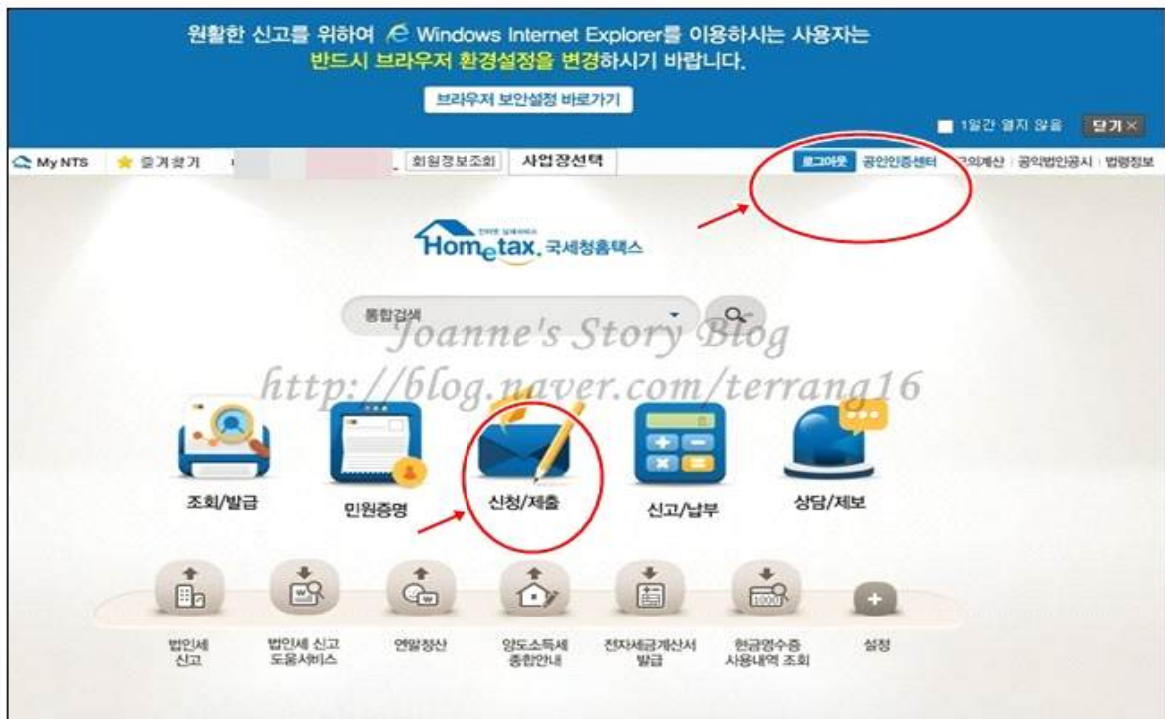 원활한 신고를 위하여 Windows Internet Explorer를 이용하시는 사용자는
반드시 브라우저 환경설정을 변경하시기 바랍니다.
브라우저 보안설정 바로가기
1일간 열지 않음 닫기 ×
My NTS 즐겨찾기 회원정보조회 사업장선택 로그아웃 공인인증센터 모의계산 공익법인공시 법령정보
Hometax. 국세청홈택스
통합검색
Joanne's Story Blog
http://blog.naver.com/terrang16
조회/발급 민원증명 신청/제출 신고/납부 상담/제보
법인세 신고
법인세 신고 도움서비스
연말정산
양도소득세 종합안내
전자세금계산서 발급
현금영수증 사용내역 조회
설정